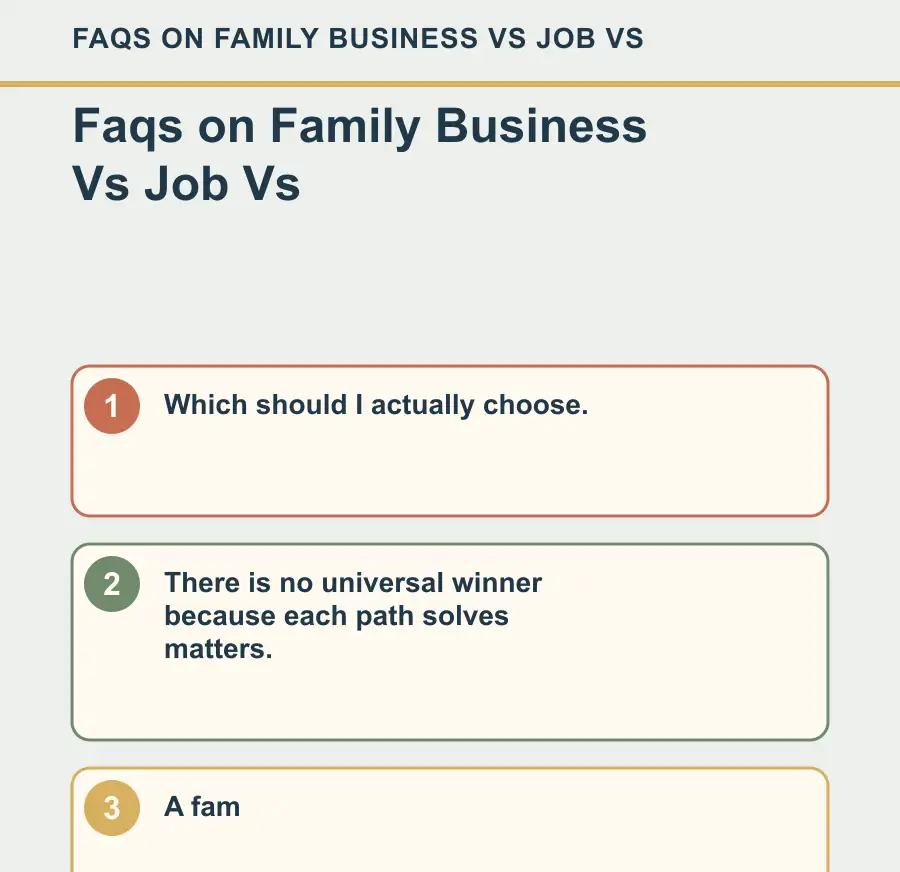 FAQS ON FAMILY BUSINESS VS JOB VS
Faqs on Family Business
Vs Job Vs
1
Which should I actually choose.
2
There is no universal winner
because each path solves
matters.
3
A fam